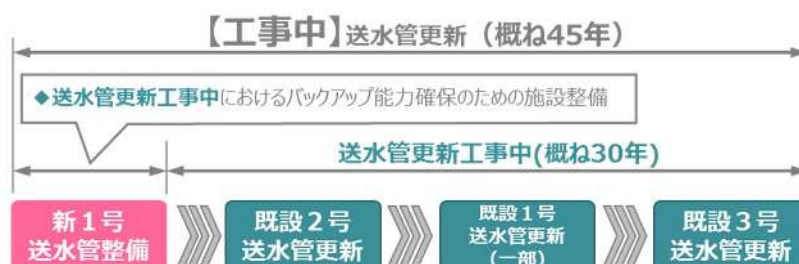 【工事中】送水管更新（概ね45年）
◆送水管更新工事中におけるバックアップ能力確保のための施設整備
送水管更新工事中(概ね30年)
新１号
送水管整備
既設２号
送水管更新
既設１号
送水管更新
（一部）
既設３号
送水管更新